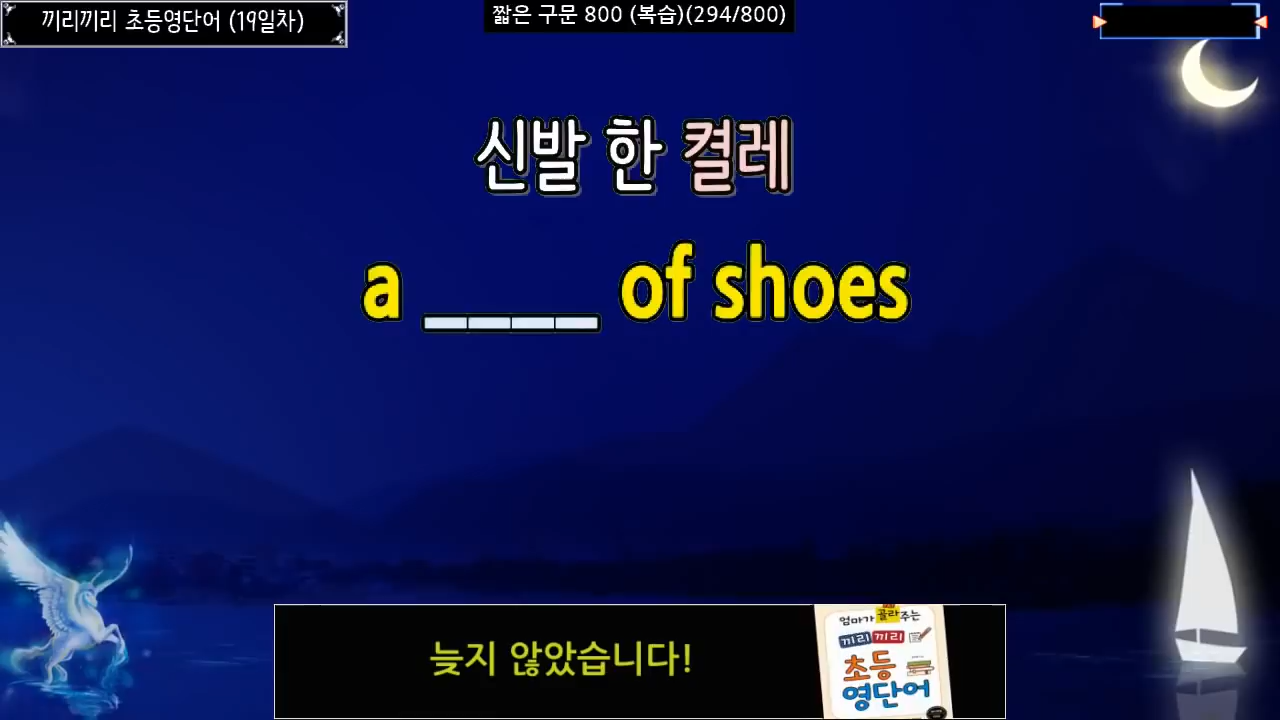 끼리끼리 초등영단어 (19일차)
짧은 구문 800 (복습)(294/800)
신발 한 켤레
a ____ of shoes
늦지 않았습니다!
엄마가 골라주는
끼리끼리
초등
영단어